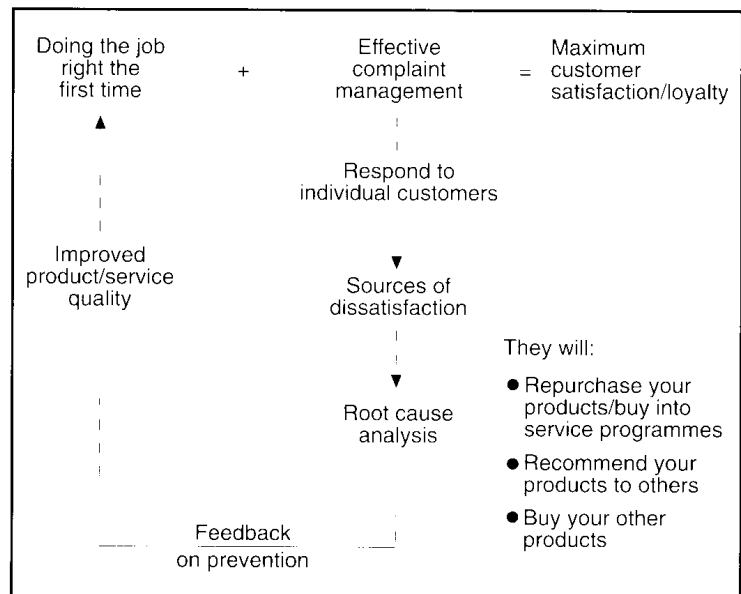 Doing the job
right the
first time
+
Effective
complaint
management
=
Maximum
customer
satisfaction/loyalty
Respond to
individual customers
Improved
product/service
quality
Sources of
dissatisfaction
Root cause
analysis
Feedback
on prevention
They will:
● Repurchase your
products/buy into
service programmes
● Recommend your
products to others
● Buy your other
products